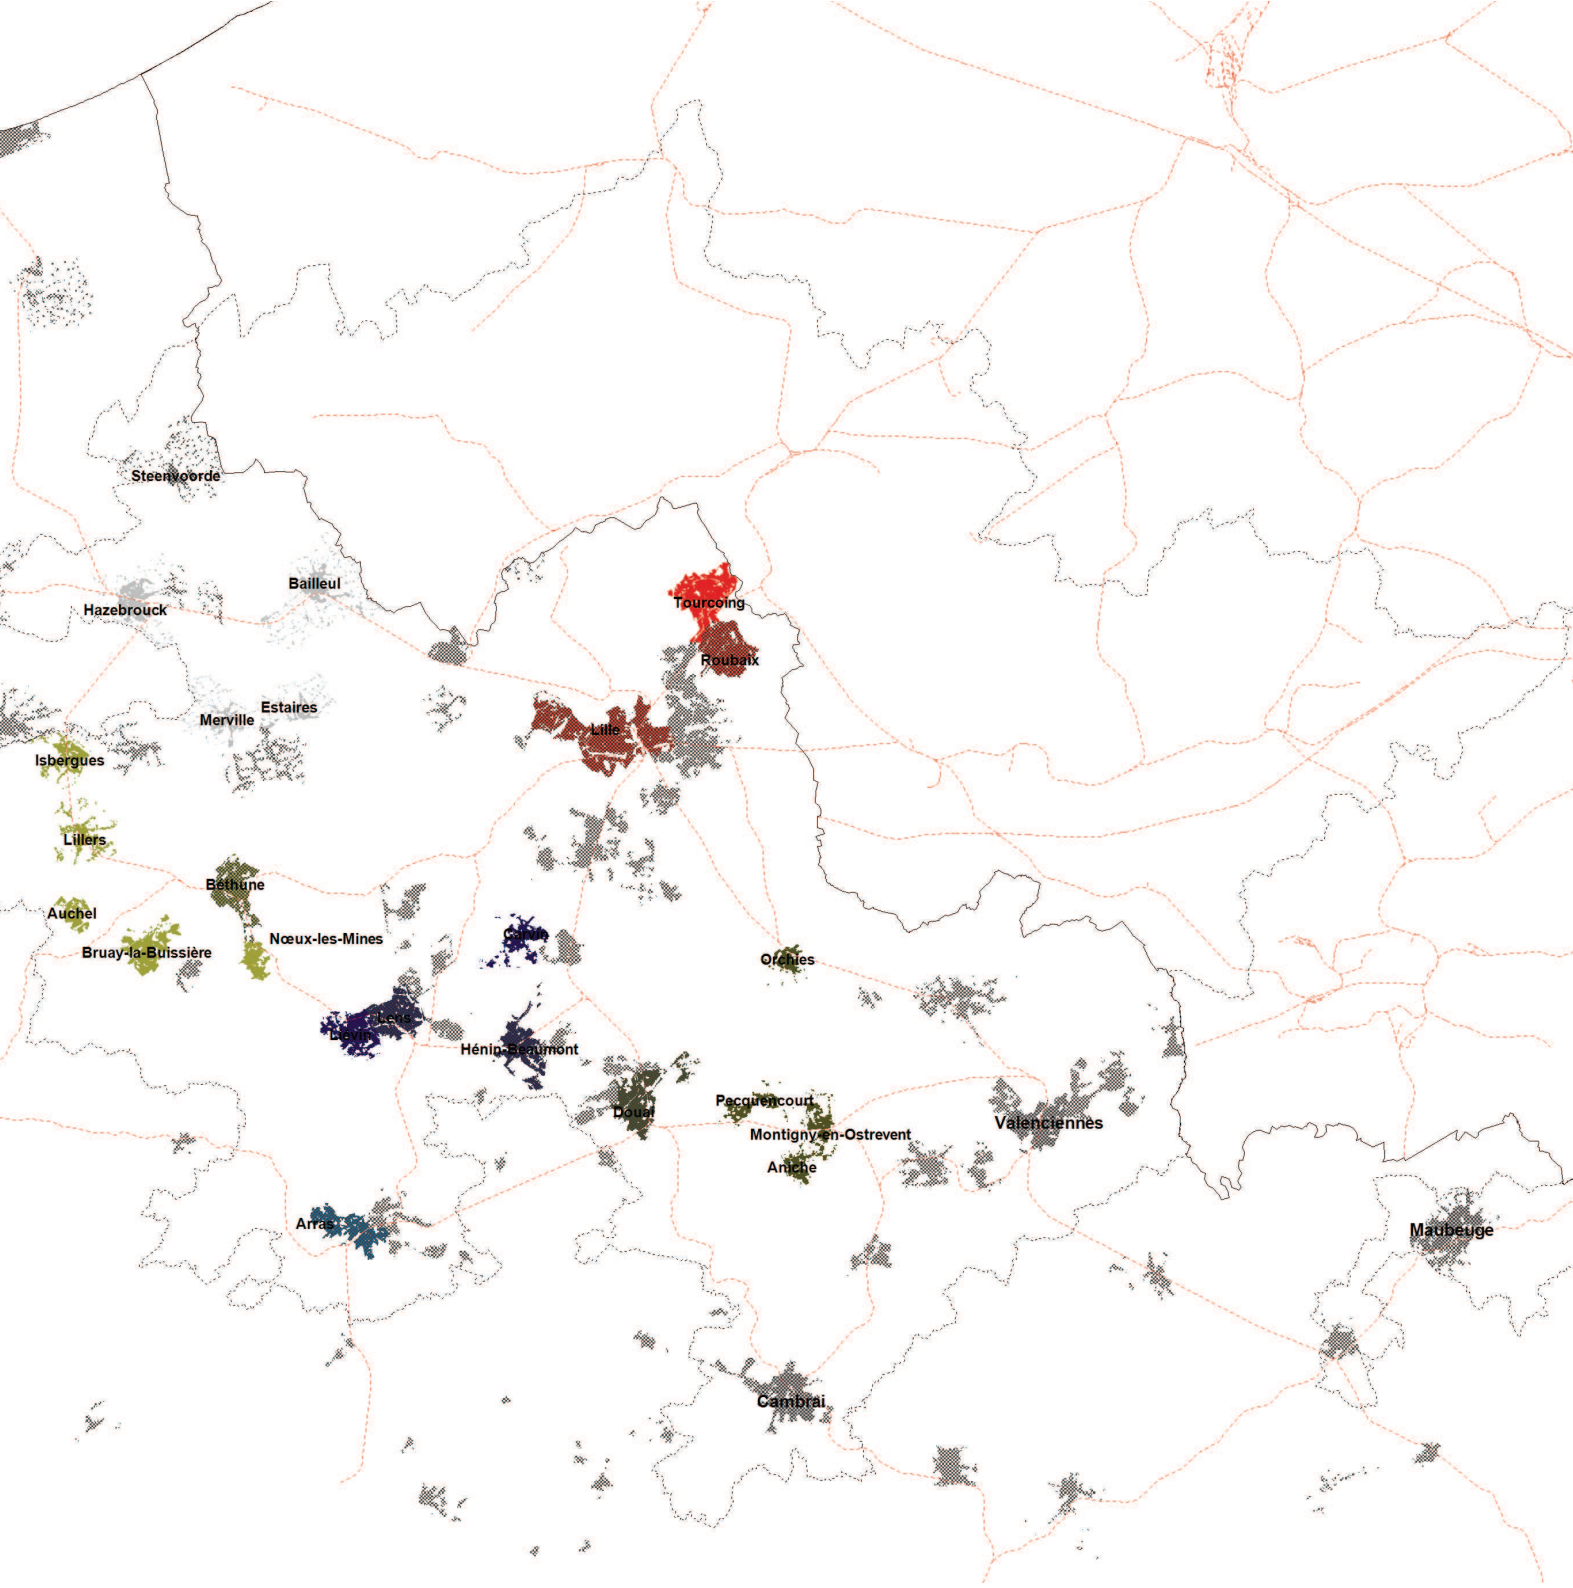 Steenvoorde
Bailleul
Hazebrouck
Tourcoing
Roubaix
Estaires
Merville
Lille
Isbergues
Lillers
Béthune
Auchel
Nœux-les-Mines
Carvin
Bruay-la-Buissière
Orchies
Lens
Liévin
Hénin-Beaumont
Pecquencourt
Douai
Valenciennes
Montigny-en-Ostrevent
Aniche
Arras
Maubeuge
Cambrai